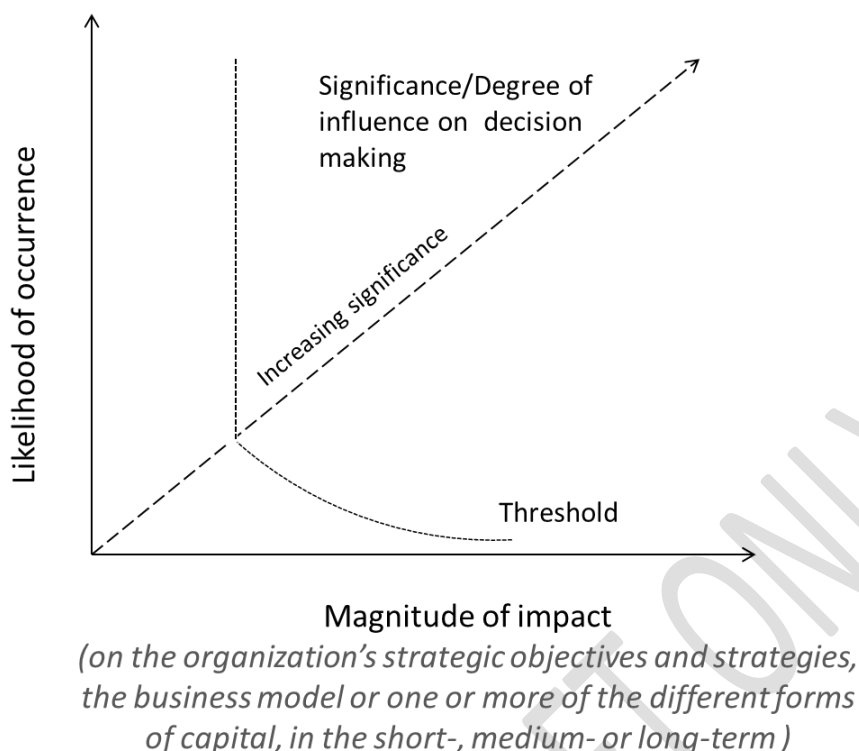 Significance/Degree of
influence on decision
making
Likelihood of occurrence
Increasing significance
Threshold
Magnitude of impact
(on the organization's strategic objectives and strategies,
the business model or one or more of the different forms
of capital, in the short-, medium- or long-term )
ONLY